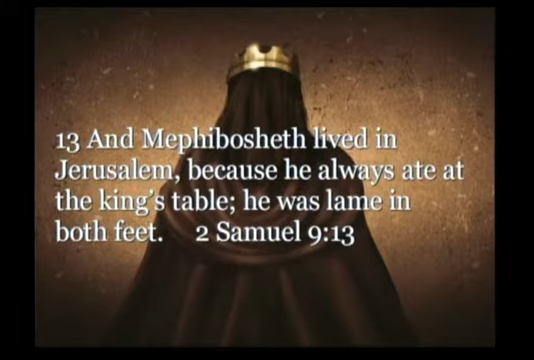 13 And Mephibosheth lived in
Jerusalem, because he always ate at
the king's table; he was lame in
both feet. 2 Samuel 9:13